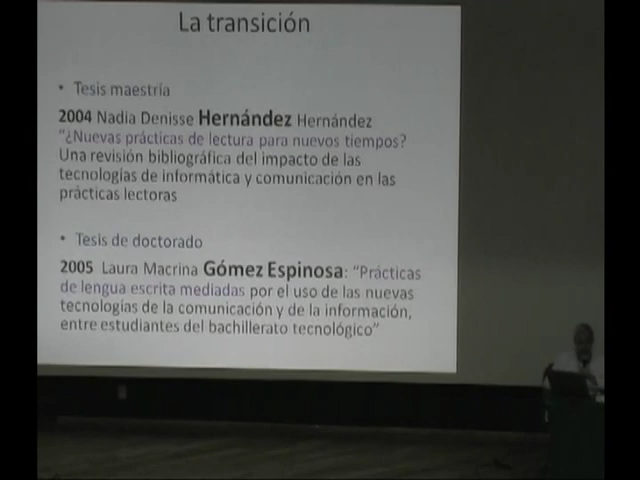 La transición
• Tesis maestría
2004 Nadia Denisse Hernández Hernández
"¿Nuevas prácticas de lectura para nuevos tiempos?
Una revisión bibliográfica del impacto de las
tecnologías de informática y comunicación en las
prácticas lectoras
• Tesis de doctorado
2005 Laura Macrina Gómez Espinosa: "Prácticas
de lengua escrita mediadas por el uso de las nuevas
tecnologías de la comunicación y de la información,
entre estudiantes del bachillerato tecnológico"